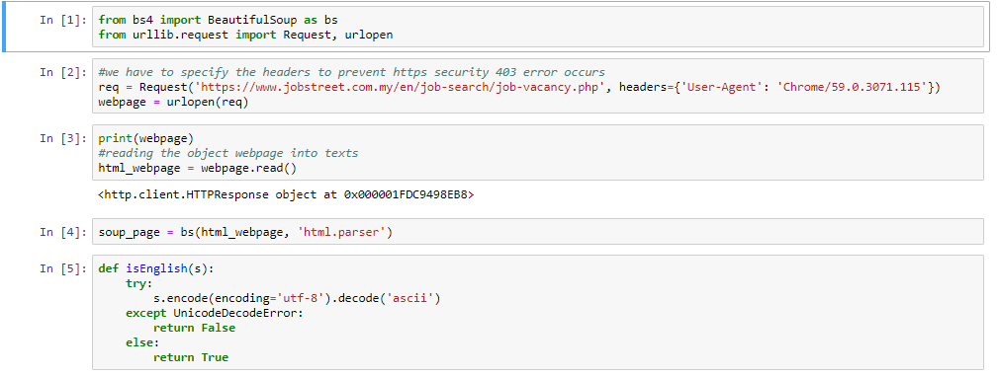 In [1]: from bs4 import BeautifulSoup as bs
from urllib.request import Request, urlopen
In [2]: #we have to specify the headers to prevent https security 403 error occurs
req = Request('https://www.jobstreet.com.my/en/job-search/job-vacancy.php', headers={'User-Agent': 'Chrome/59.0.3071.115'})
webpage = urlopen(req)
In [3]: print(webpage)
#reading the object webpage into texts
html_webpage = webpage.read()
<http.client.HTTPResponse object at 0x000001FDC9498EB8>
In [4]: soup_page = bs(html_webpage, 'html.parser')
In [5]: def isEnglish(s):
    try:
        s.encode(encoding='utf-8').decode('ascii')
    except UnicodeDecodeError:
        return False
    else:
        return True